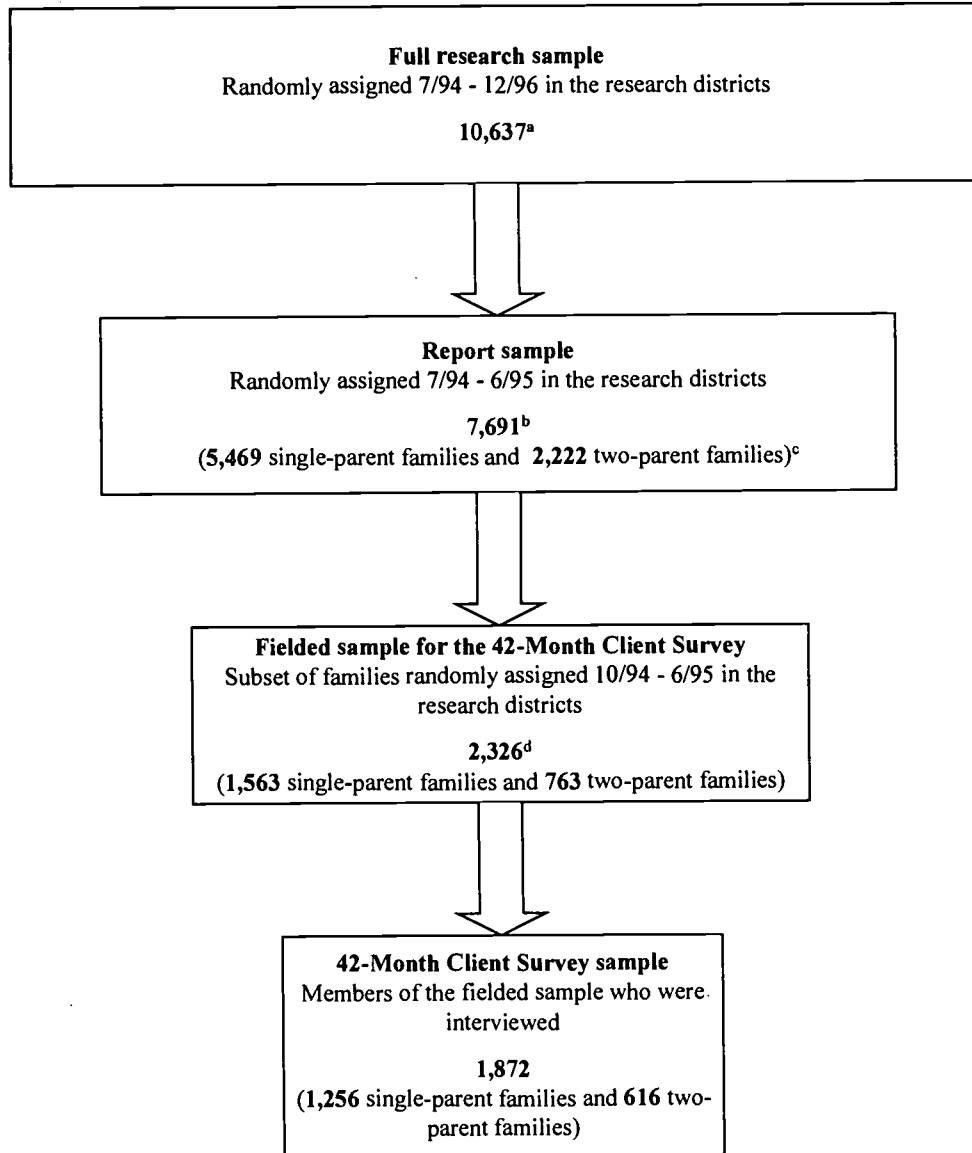 Full research sample
Randomly assigned 7/94 - 12/96 in the research districts
10,637a
Report sample
Randomly assigned 7/94 - 6/95 in the research districts
7,691b
(5,469 single-parent families and 2,222 two-parent families)c
Fielded sample for the 42-Month Client Survey
Subset of families randomly assigned 10/94 - 6/95 in the
research districts
2,326d
(1,563 single-parent families and 763 two-parent families)
42-Month Client Survey sample
Members of the fielded sample who were
interviewed
1,872
(1,256 single-parent families and 616 two-
parent families)